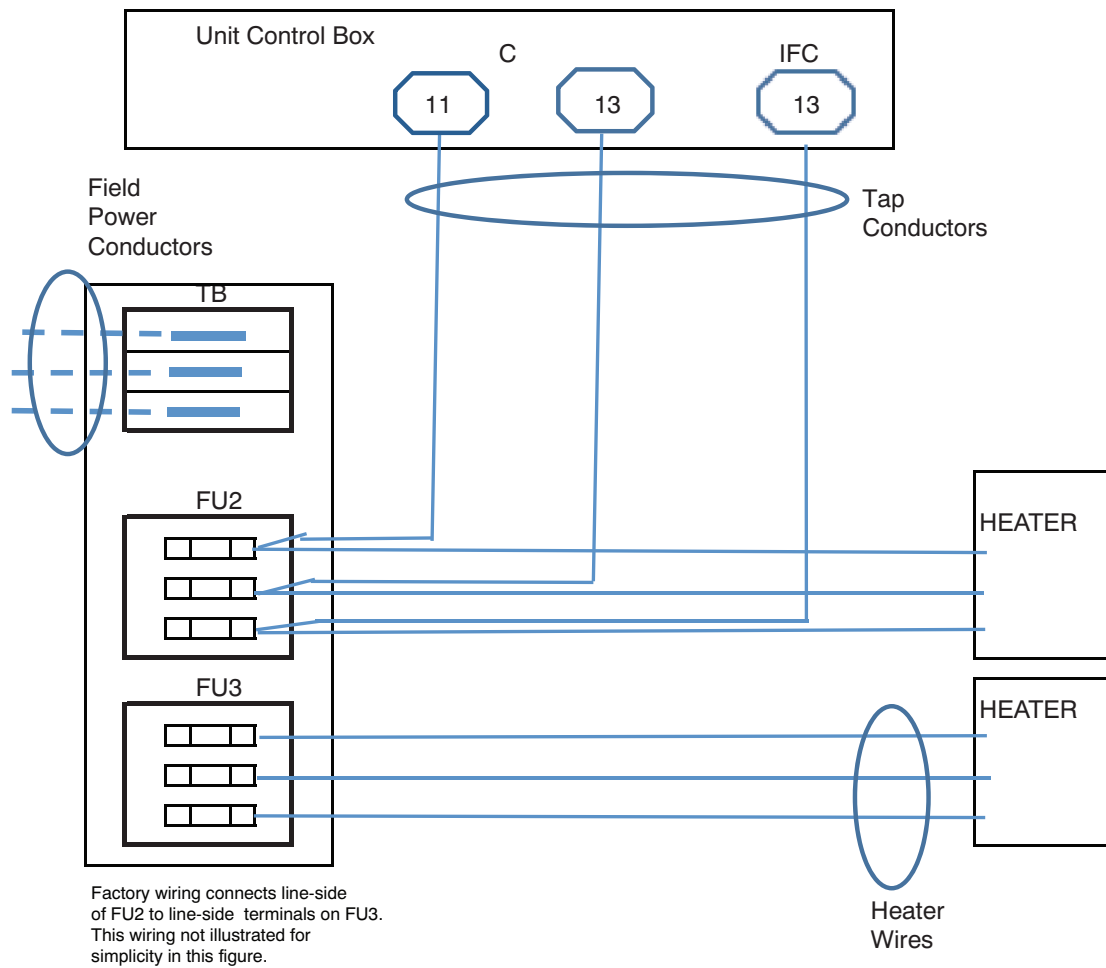 Unit Control Box
C
IFC
11
13
13
Field
Power
Conductors
Tap
Conductors
TB
FU2
HEATER
FU3
HEATER
Factory wiring connects line-side
of FU2 to line-side terminals on FU3.
This wiring not illustrated for
simplicity in this figure.
Heater
Wires